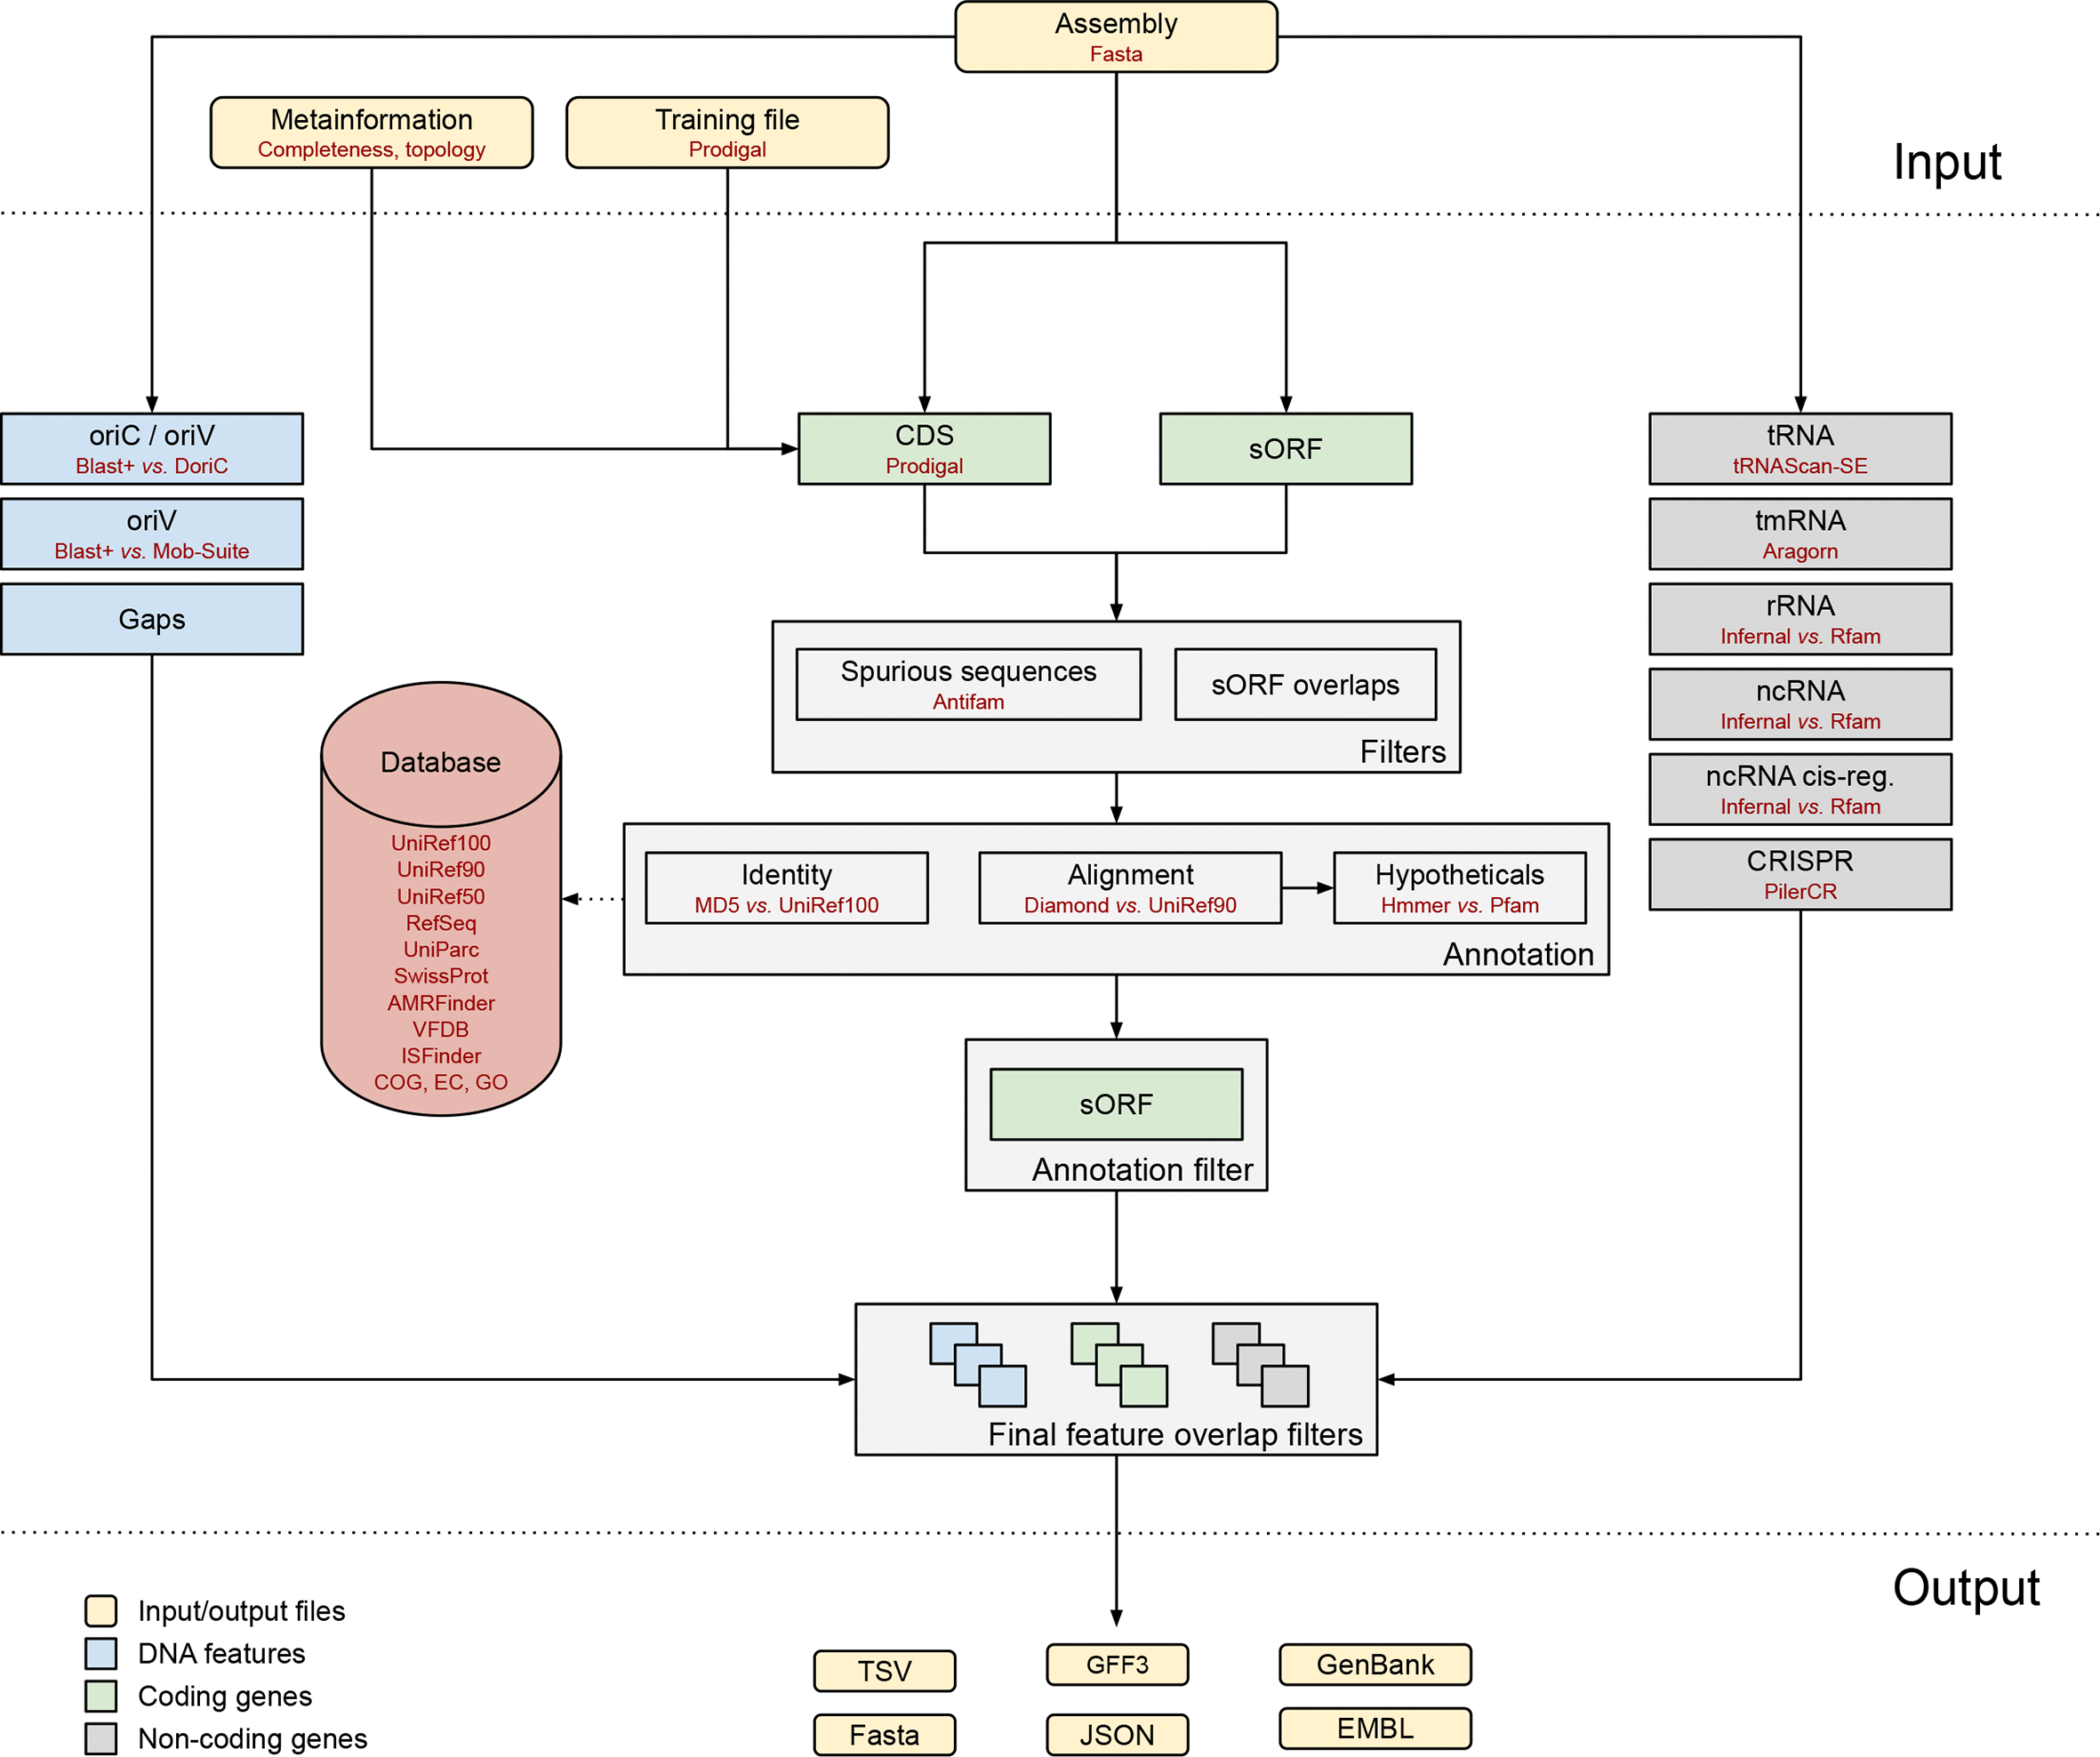 Assembly
Fasta
Metainformation
Completeness, topology
Training file
Prodigal
Input
oriC / oriV
Blast+ vs. DoriC
oriV
Blast+ vs. Mob-Suite
Gaps
CDS
Prodigal
sORF
tRNA
tRNAScan-SE
tmRNA
Aragorn
rRNA
Infernal vs. Rfam
ncRNA
Infernal vs. Rfam
ncRNA cis-reg.
Infernal vs. Rfam
CRISPR
PilerCR
Spurious sequences
Antifam
sORF overlaps
Filters
Database
UniRef100
UniRef90
UniRef50
RefSeq
UniParc
SwissProt
AMRFinder
VFDB
ISFinder
COG, EC, GO
Identity
MD5 vs. UniRef100
Alignment
Diamond vs. UniRef90
Hypotheticals
Hmmer vs. Pfam
Annotation
sORF
Annotation filter
Final feature overlap filters
Output
Input/output files
DNA features
Coding genes
Non-coding genes
TSV
GFF3
GenBank
Fasta
JSON
EMBL